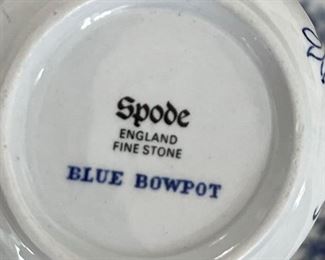 Spode
ENGLAND
FINE STONE
BLUE BOWPOT